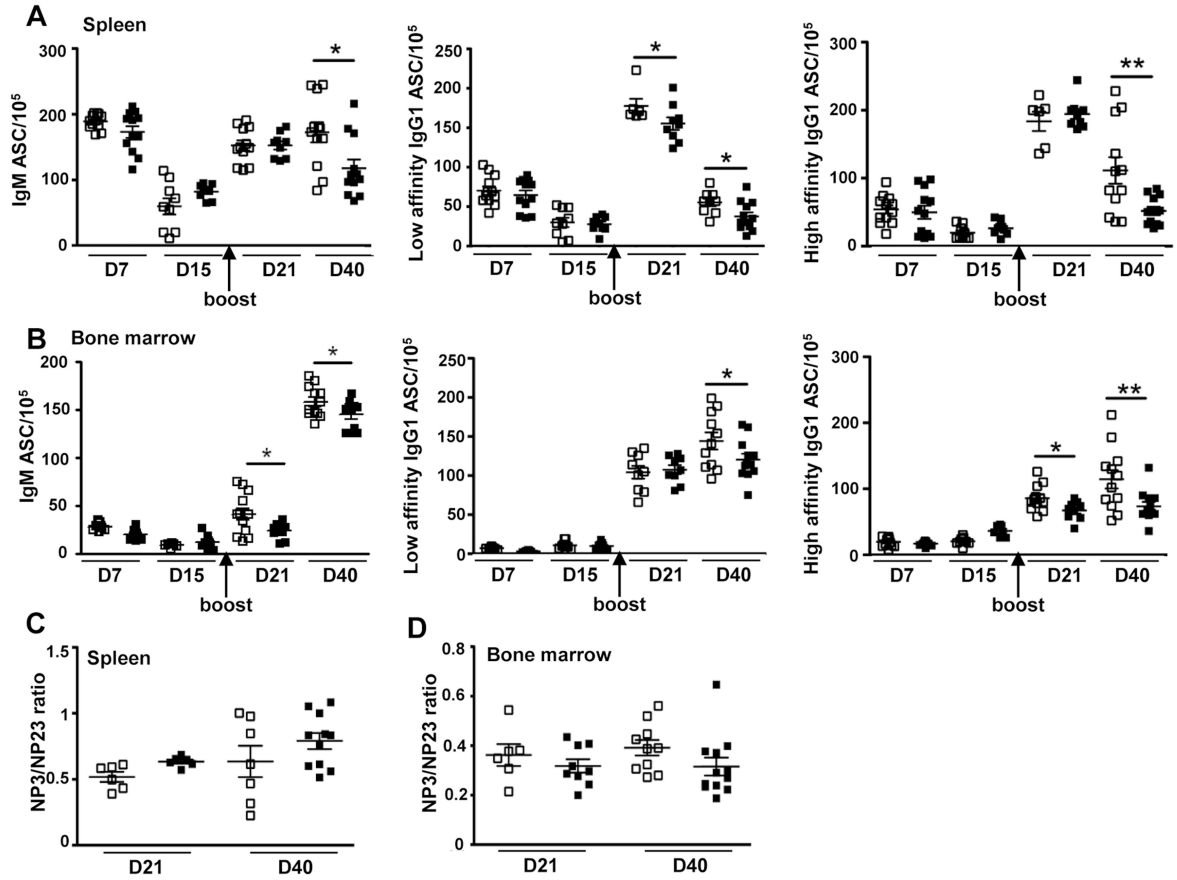 A
Spleen
IgM ASC/10⁵
300
200
100
0
D7 D15 D21 D40
boost
*
Low affinity IgG1 ASC/10⁵
250
200
150
100
50
0
D7 D15 D21 D40
boost
*
*
High affinity IgG1 ASC/10⁵
300
200
100
0
D7 D15 D21 D40
boost
**
B
Bone marrow
IgM ASC/10⁵
200
150
100
50
0
D7 D15 D21 D40
boost
*
*
Low affinity IgG1 ASC/10⁵
250
200
150
100
50
0
D7 D15 D21 D40
boost
*
High affinity IgG1 ASC/10⁵
300
200
100
0
D7 D15 D21 D40
boost
*
**
C
Spleen
NP3/NP23 ratio
1.5
1
0.5
0
D21 D40
D
Bone marrow
NP3/NP23 ratio
0.8
0.6
0.4
0.2
0
D21 D40